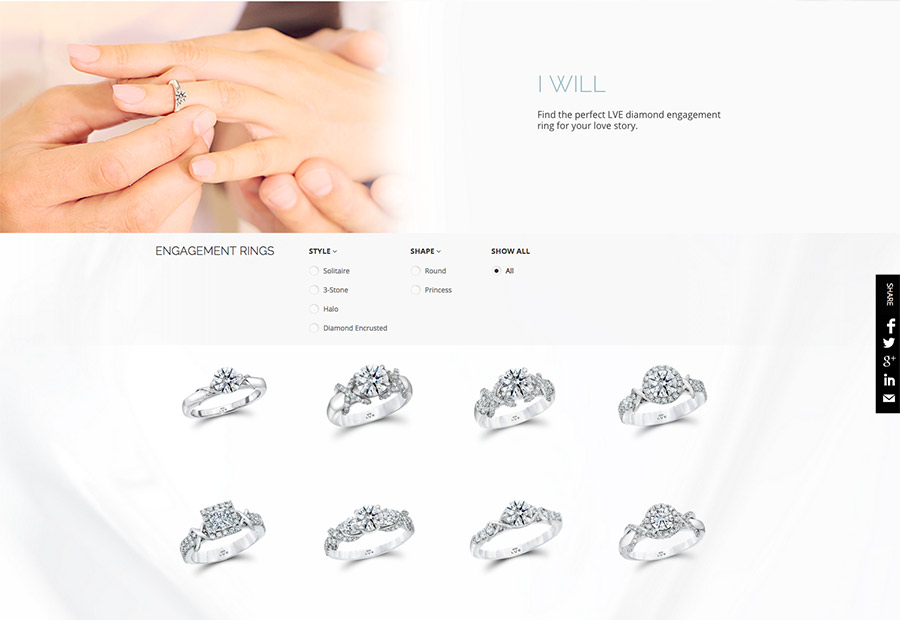 I WILL
Find the perfect LVE diamond engagement
ring for your love story.
ENGAGEMENT RINGS
STYLE
Solitaire
3-Stone
Halo
Diamond Encrusted
SHAPE
Round
Princess
SHOW ALL
All
SHARE